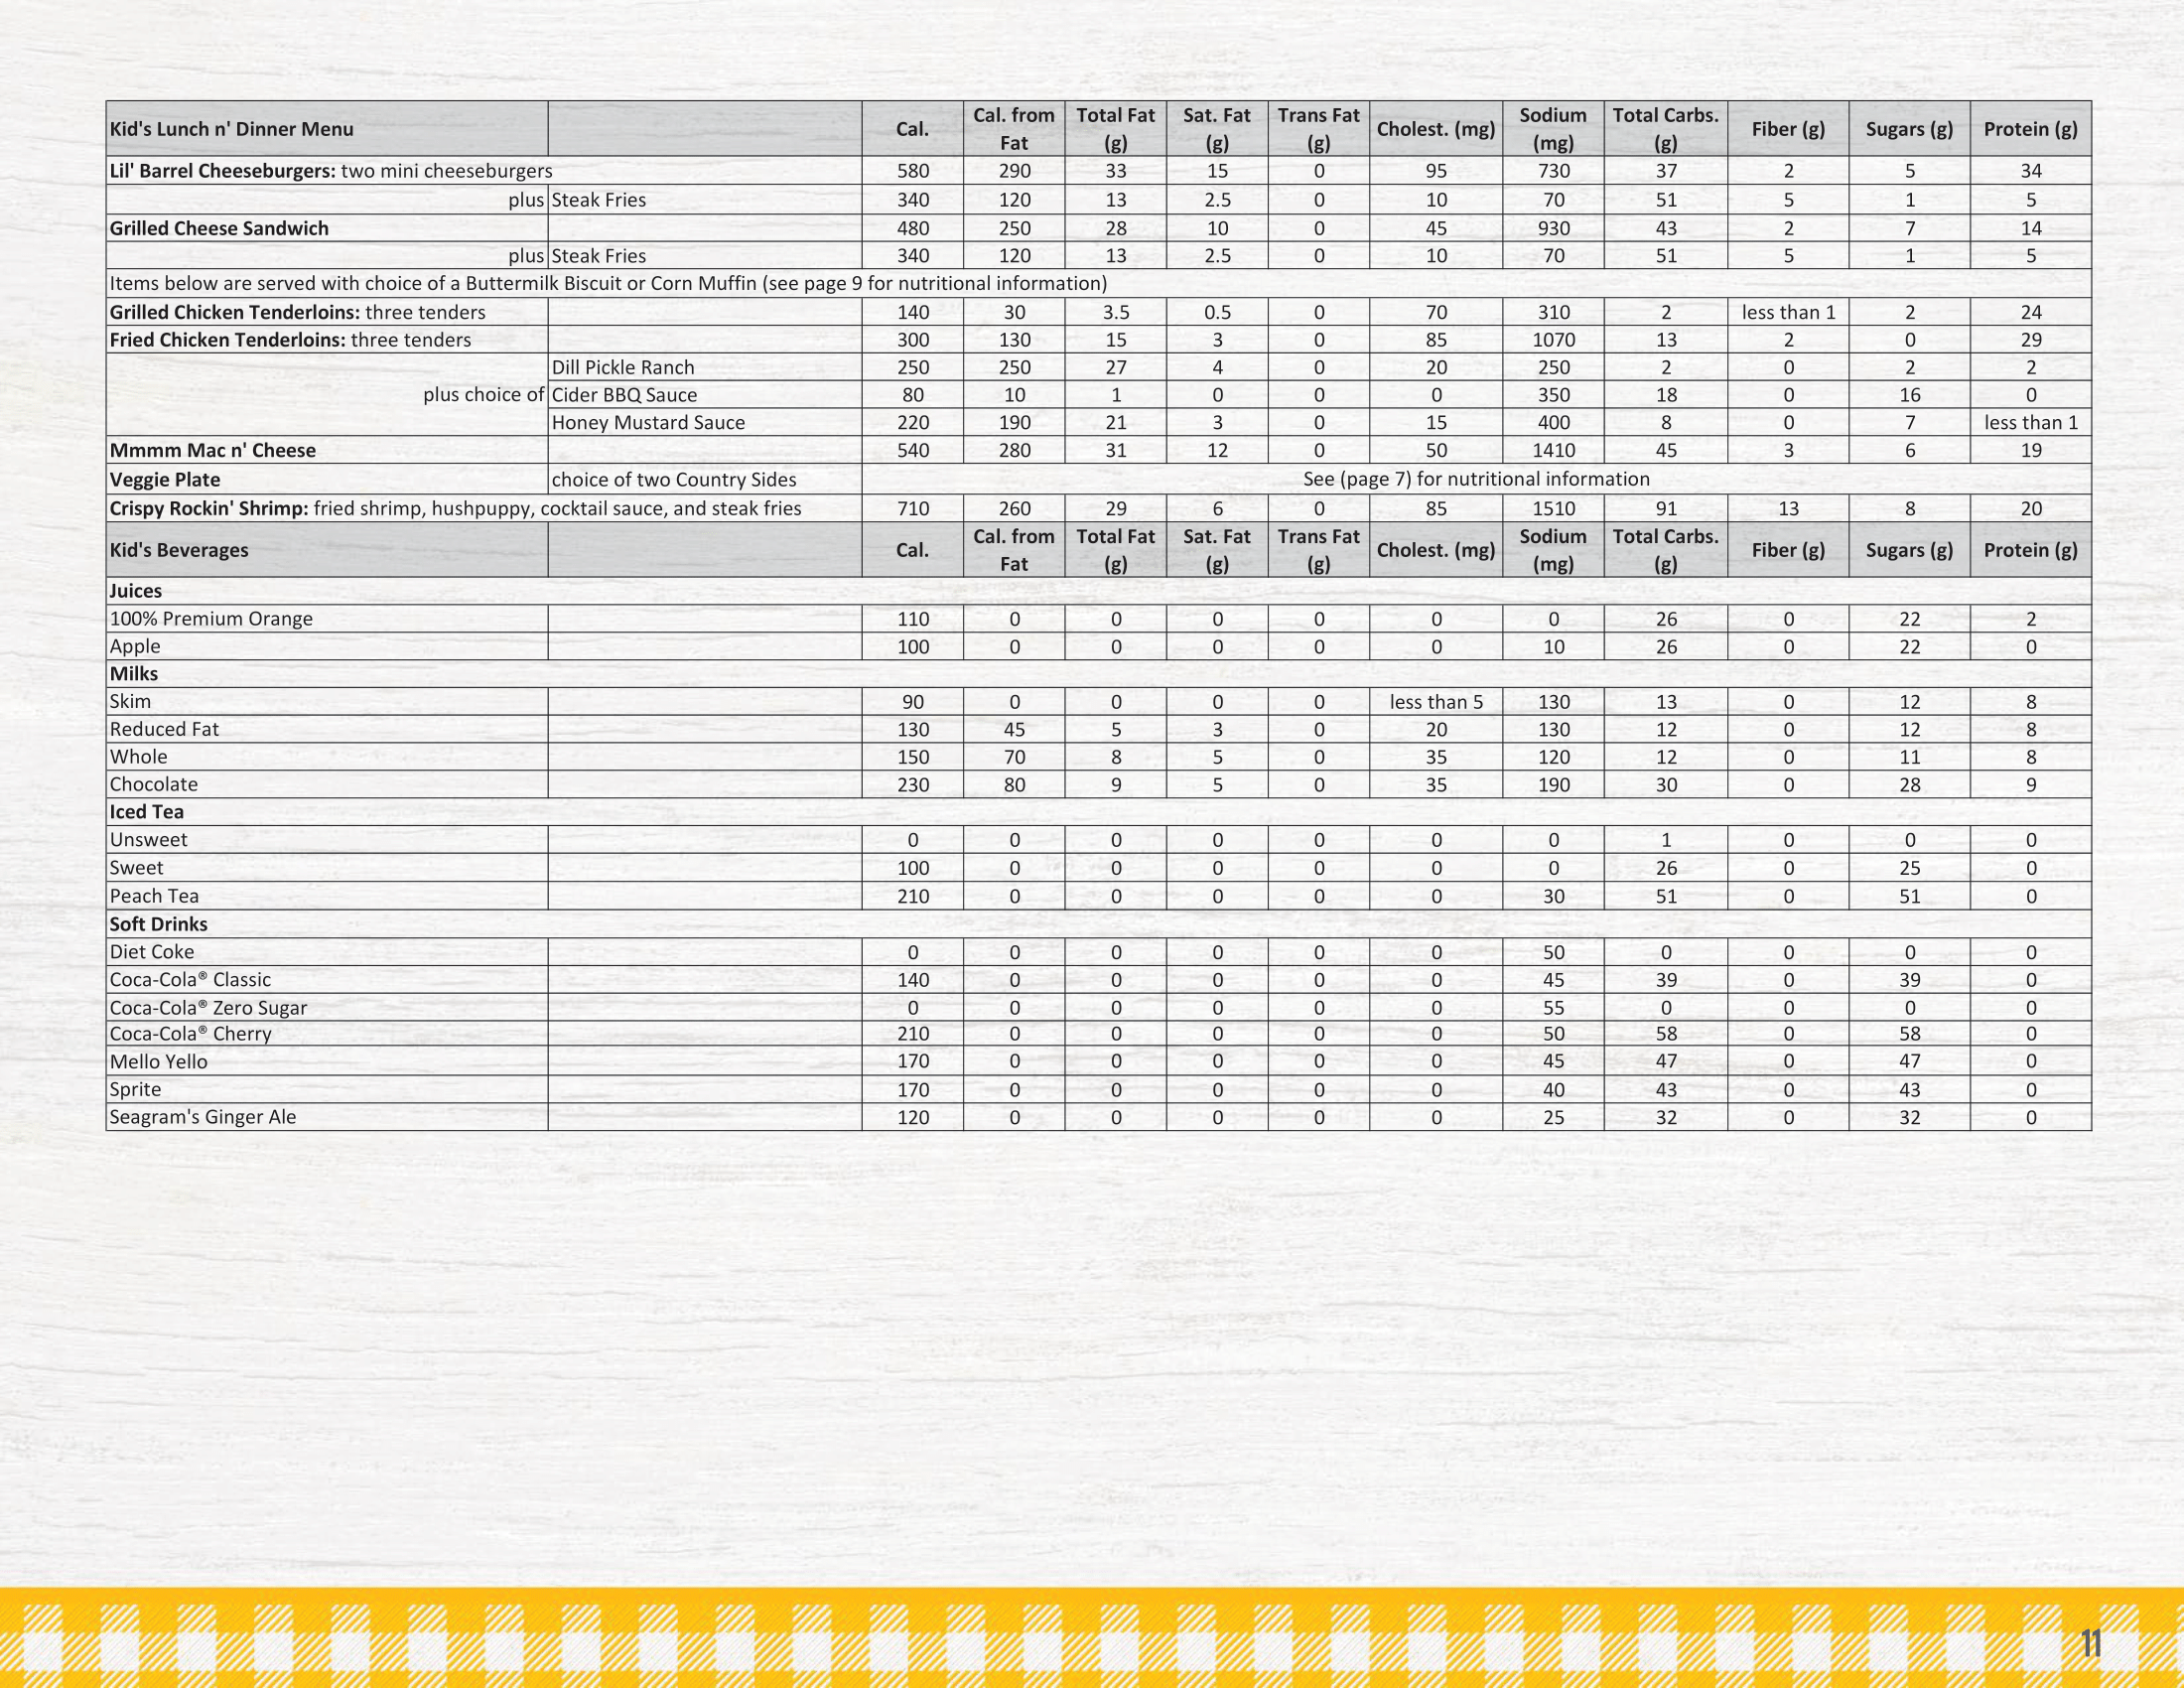 Kid's Lunch n' Dinner Menu Cal. Cal. from Fat Total Fat (g) Sat. Fat (g) Trans Fat (g) Cholest. (mg) Sodium (mg) Total Carbs. (g) Fiber (g) Sugars (g) Protein (g)
Lil' Barrel Cheeseburgers: two mini cheeseburgers 580 290 33 15 0 95 730 37 2 5 34
plus Steak Fries 340 120 13 2.5 0 10 70 51 5 1 5
Grilled Cheese Sandwich 480 250 28 10 0 45 930 43 2 7 14
plus Steak Fries 340 120 13 2.5 0 10 70 51 5 1 5
Items below are served with choice of a Buttermilk Biscuit or Corn Muffin (see page 9 for nutritional information)
Grilled Chicken Tenderloins: three tenders 140 30 3.5 0.5 0 70 310 2 less than 1 2 24
Fried Chicken Tenderloins: three tenders 300 130 15 3 0 85 1070 13 2 0 29
Dill Pickle Ranch 250 250 27 4 0 20 250 2 0 2 2
plus choice of Cider BBQ Sauce 80 10 1 0 0 0 350 18 0 16 0
Honey Mustard Sauce 220 190 21 3 0 15 400 8 0 7 less than 1
Mmmm Mac n' Cheese 540 280 31 12 0 50 1410 45 3 6 19
Veggie Plate choice of two Country Sides See (page 7) for nutritional information
Crispy Rockin' Shrimp: fried shrimp, hushpuppy, cocktail sauce, and steak fries 710 260 29 6 0 85 1510 91 13 8 20
Kid's Beverages Cal. Cal. from Fat Total Fat (g) Sat. Fat (g) Trans Fat (g) Cholest. (mg) Sodium (mg) Total Carbs. (g) Fiber (g) Sugars (g) Protein (g)
Juices
100% Premium Orange 110 0 0 0 0 0 0 26 0 22 2
Apple 100 0 0 0 0 0 10 26 0 22 0
Milks
Skim 90 0 0 0 0 less than 5 130 13 0 12 8
Reduced Fat 130 45 5 3 0 20 130 12 0 12 8
Whole 150 70 8 5 0 35 120 12 0 11 8
Chocolate 230 80 9 5 0 35 190 30 0 28 9
Iced Tea
Unsweet 0 0 0 0 0 0 0 1 0 0 0
Sweet 100 0 0 0 0 0 0 26 0 25 0
Peach Tea 210 0 0 0 0 0 30 51 0 51 0
Soft Drinks
Diet Coke 0 0 0 0 0 0 50 0 0 0 0
Coca-Cola® Classic 140 0 0 0 0 0 45 39 0 39 0
Coca-Cola® Zero Sugar 0 0 0 0 0 0 55 0 0 0 0
Coca-Cola® Cherry 210 0 0 0 0 0 50 58 0 58 0
Mello Yello 170 0 0 0 0 0 45 47 0 47 0
Sprite 170 0 0 0 0 0 40 43 0 43 0
Seagram's Ginger Ale 120 0 0 0 0 0 25 32 0 32 0
11